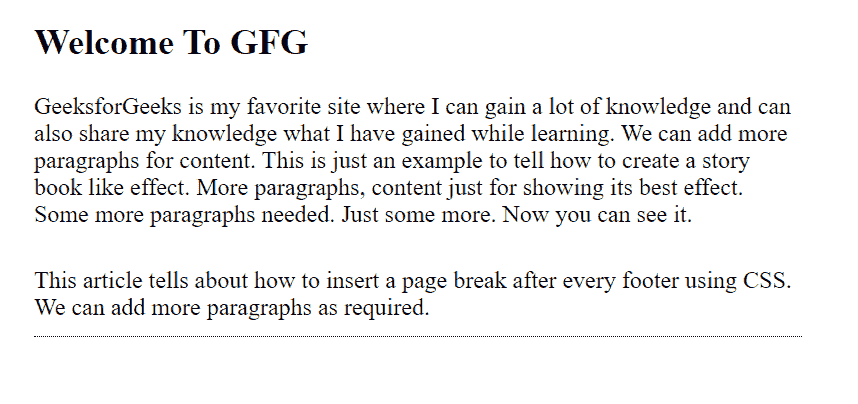 Welcome To GFG
GeeksforGeeks is my favorite site where I can gain a lot of knowledge and can
also share my knowledge what I have gained while learning. We can add more
paragraphs for content. This is just an example to tell how to create a story
book like effect. More paragraphs, content just for showing its best effect.
Some more paragraphs needed. Just some more. Now you can see it.
This article tells about how to insert a page break after every footer using CSS.
We can add more paragraphs as required.